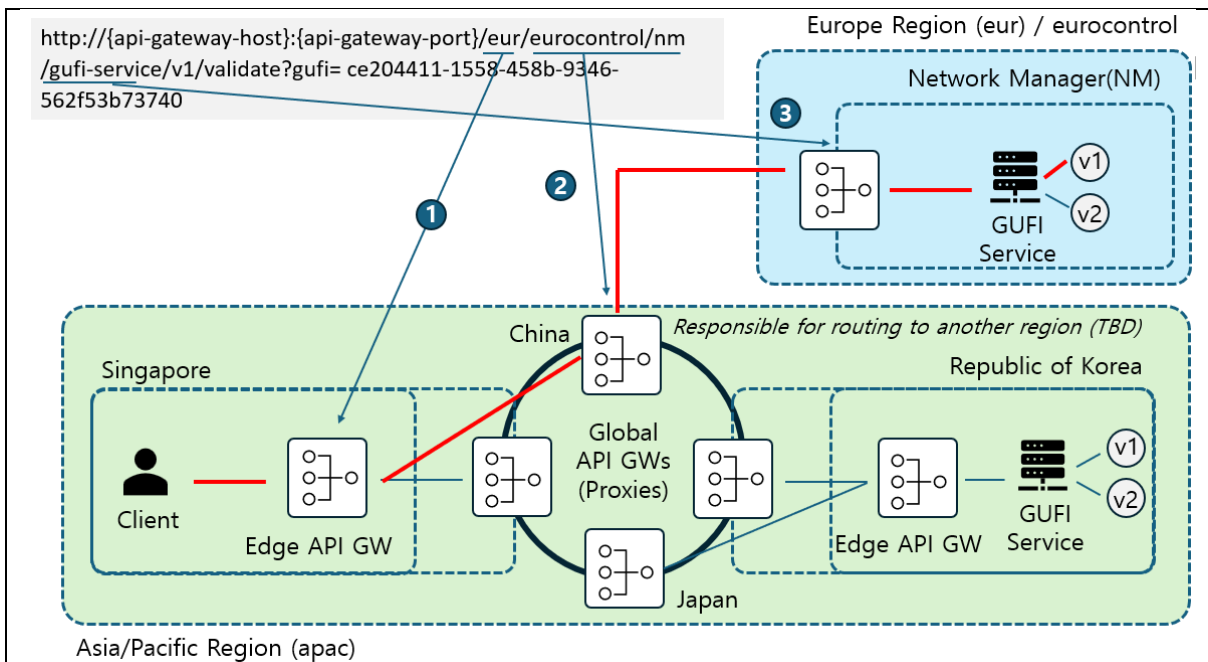 http://{api-gateway-host}:{api-gateway-port}/eur/eurocontrol/nm
/gufi-service/v1/validate?gufi= ce204411-1558-458b-9346-
562f53b73740
Europe Region (eur) / eurocontrol
Network Manager(NM)
3
v1
v2
GUFI
Service
1
2
China
Responsible for routing to another region (TBD)
Singapore
Republic of Korea
Global
API GWs
(Proxies)
Client
Edge API GW
Edge API GW
v1
v2
GUFI
Service
Japan
Asia/Pacific Region (apac)